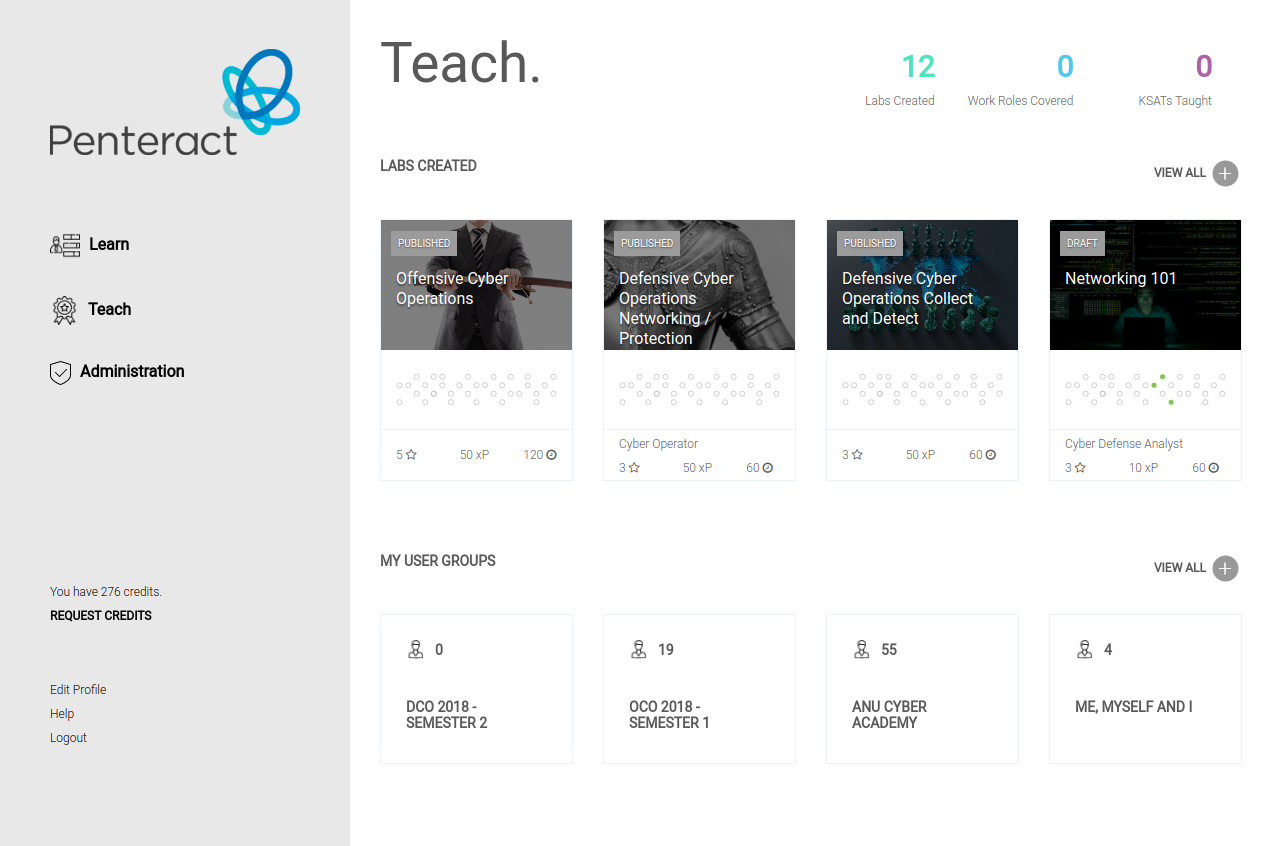 Penteract
Learn
Teach
Administration
You have 276 credits.
REQUEST CREDITS
Edit Profile
Help
Logout
Teach.
12
Labs Created
0
Work Roles Covered
0
KSATs Taught
LABS CREATED
VIEW ALL
PUBLISHED
Offensive Cyber
Operations
5
50 xP
120
PUBLISHED
Defensive Cyber
Operations
Networking /
Protection
Cyber Operator
3
50 xP
60
PUBLISHED
Defensive Cyber
Operations Collect
and Detect
3
50 xP
60
DRAFT
Networking 101
Cyber Defense Analyst
3
10 xP
60
MY USER GROUPS
VIEW ALL
0
DCO 2018 -
SEMESTER 2
19
OCO 2018 -
SEMESTER 1
55
ANU CYBER
ACADEMY
4
ME, MYSELF AND I